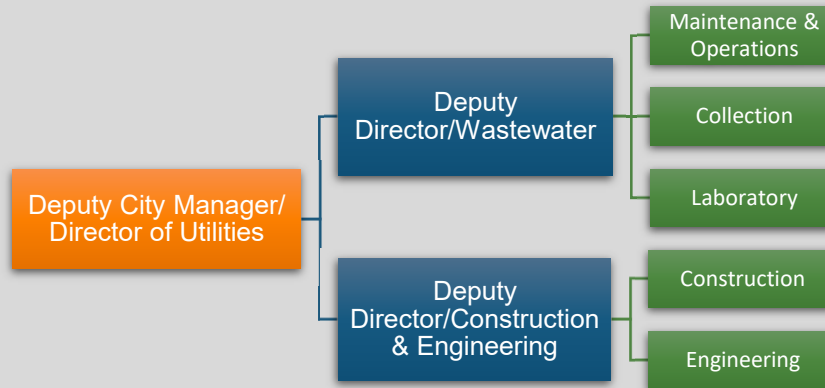 Maintenance &
Operations
Deputy
Director/Wastewater
Collection
Laboratory
Deputy City Manager/
Director of Utilities
Deputy
Director/Construction
& Engineering
Construction
Engineering